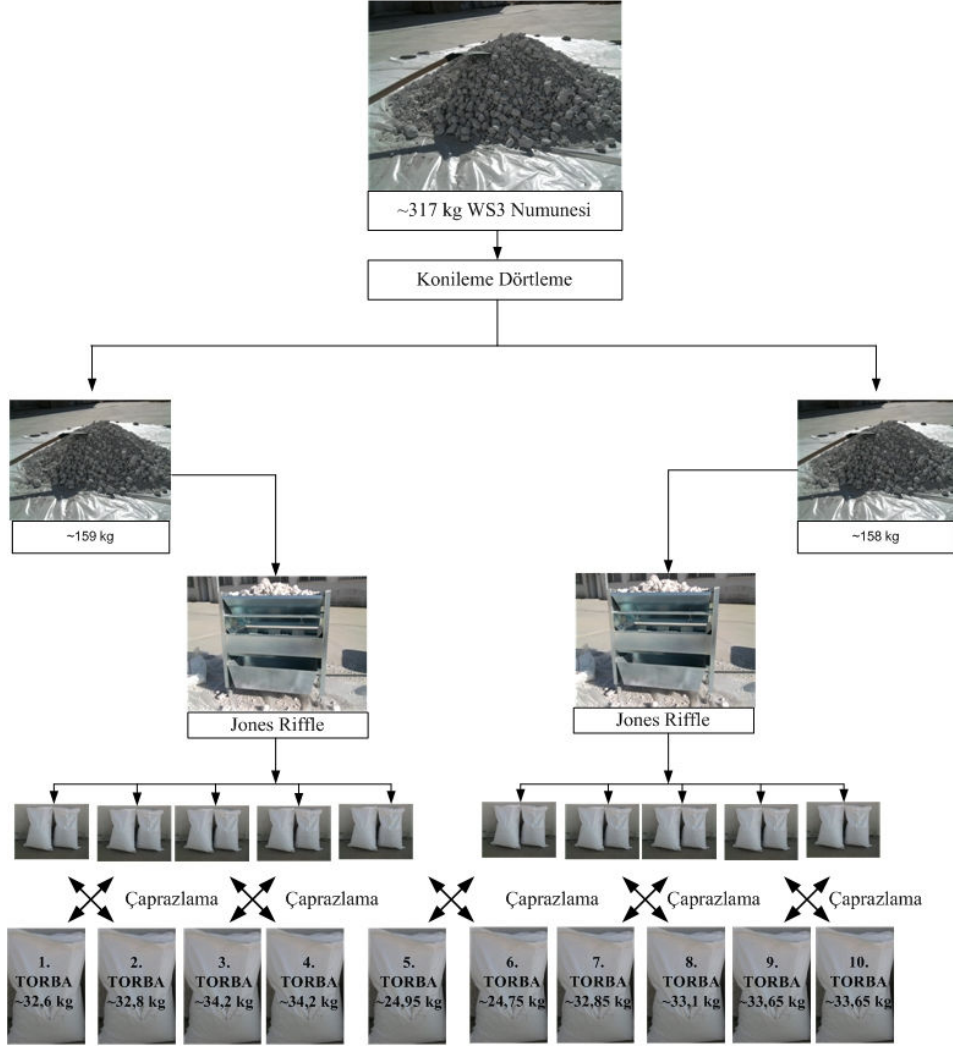 ~317 kg WS3 Numunesi
Konileme Dörtleme
~159 kg
~158 kg
Jones Riffle
Jones Riffle
Çaprazlama
Çaprazlama
Çaprazlama
Çaprazlama
Çaprazlama
1.
TORBA
~32,6 kg
2.
TORBA
~32,8 kg
3.
TORBA
~34,2 kg
4.
TORBA
~34,2 kg
5.
TORBA
~24,95 kg
6.
TORBA
~24,75 kg
7.
TORBA
~32,85 kg
8.
TORBA
~33,1 kg
9.
TORBA
~33,65 kg
10.
TORBA
~33,65 kg